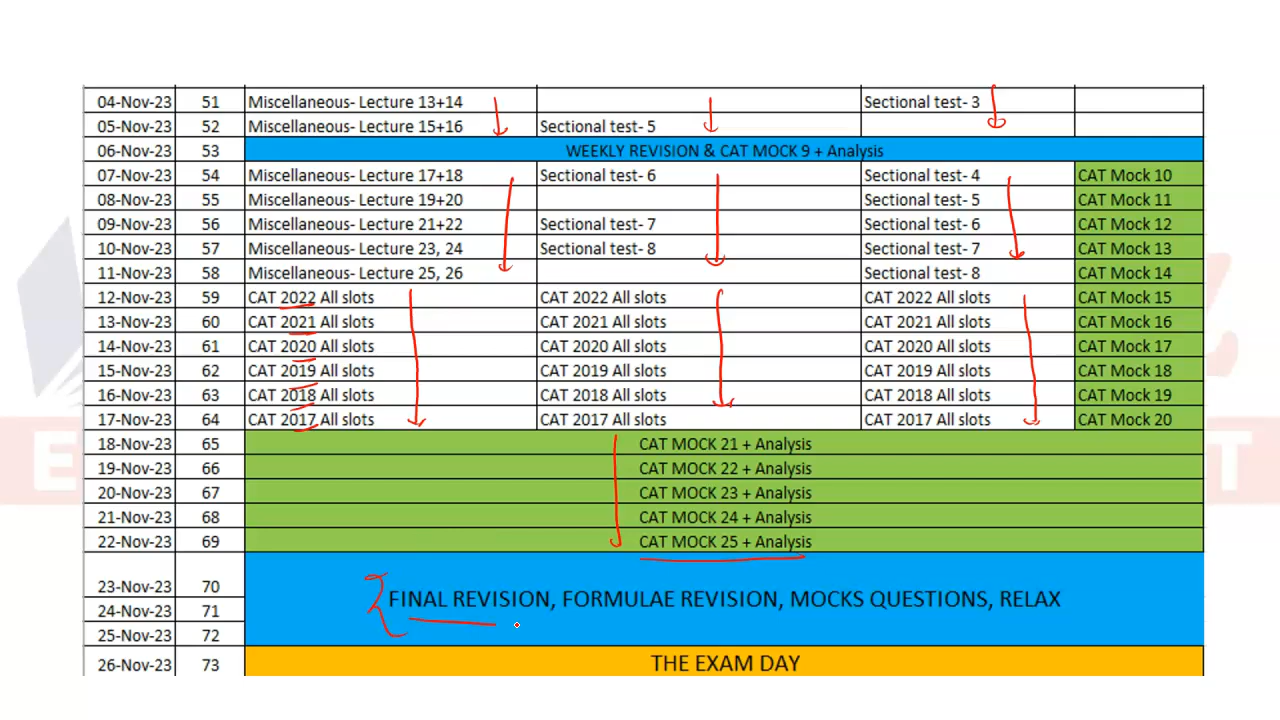 04-Nov-23 51 Miscellaneous- Lecture 13+14 Sectional test- 3
05-Nov-23 52 Miscellaneous- Lecture 15+16 Sectional test- 5
06-Nov-23 53 WEEKLY REVISION & CAT MOCK 9 + Analysis
07-Nov-23 54 Miscellaneous- Lecture 17+18 Sectional test- 6 Sectional test- 4 CAT Mock 10
08-Nov-23 55 Miscellaneous- Lecture 19+20 Sectional test- 5 CAT Mock 11
09-Nov-23 56 Miscellaneous- Lecture 21+22 Sectional test- 7 Sectional test- 6 CAT Mock 12
10-Nov-23 57 Miscellaneous- Lecture 23, 24 Sectional test- 8 Sectional test- 7 CAT Mock 13
11-Nov-23 58 Miscellaneous- Lecture 25, 26 Sectional test- 8 CAT Mock 14
12-Nov-23 59 CAT 2022 All slots CAT 2022 All slots CAT 2022 All slots CAT Mock 15
13-Nov-23 60 CAT 2021 All slots CAT 2021 All slots CAT 2021 All slots CAT Mock 16
14-Nov-23 61 CAT 2020 All slots CAT 2020 All slots CAT 2020 All slots CAT Mock 17
15-Nov-23 62 CAT 2019 All slots CAT 2019 All slots CAT 2019 All slots CAT Mock 18
16-Nov-23 63 CAT 2018 All slots CAT 2018 All slots CAT 2018 All slots CAT Mock 19
17-Nov-23 64 CAT 2017 All slots CAT 2017 All slots CAT 2017 All slots CAT Mock 20
18-Nov-23 65 CAT MOCK 21 + Analysis
19-Nov-23 66 CAT MOCK 22 + Analysis
20-Nov-23 67 CAT MOCK 23 + Analysis
21-Nov-23 68 CAT MOCK 24 + Analysis
22-Nov-23 69 CAT MOCK 25 + Analysis
23-Nov-23 70
FINAL REVISION, FORMULAE REVISION, MOCKS QUESTIONS, RELAX
24-Nov-23 71
25-Nov-23 72
26-Nov-23 73 THE EXAM DAY